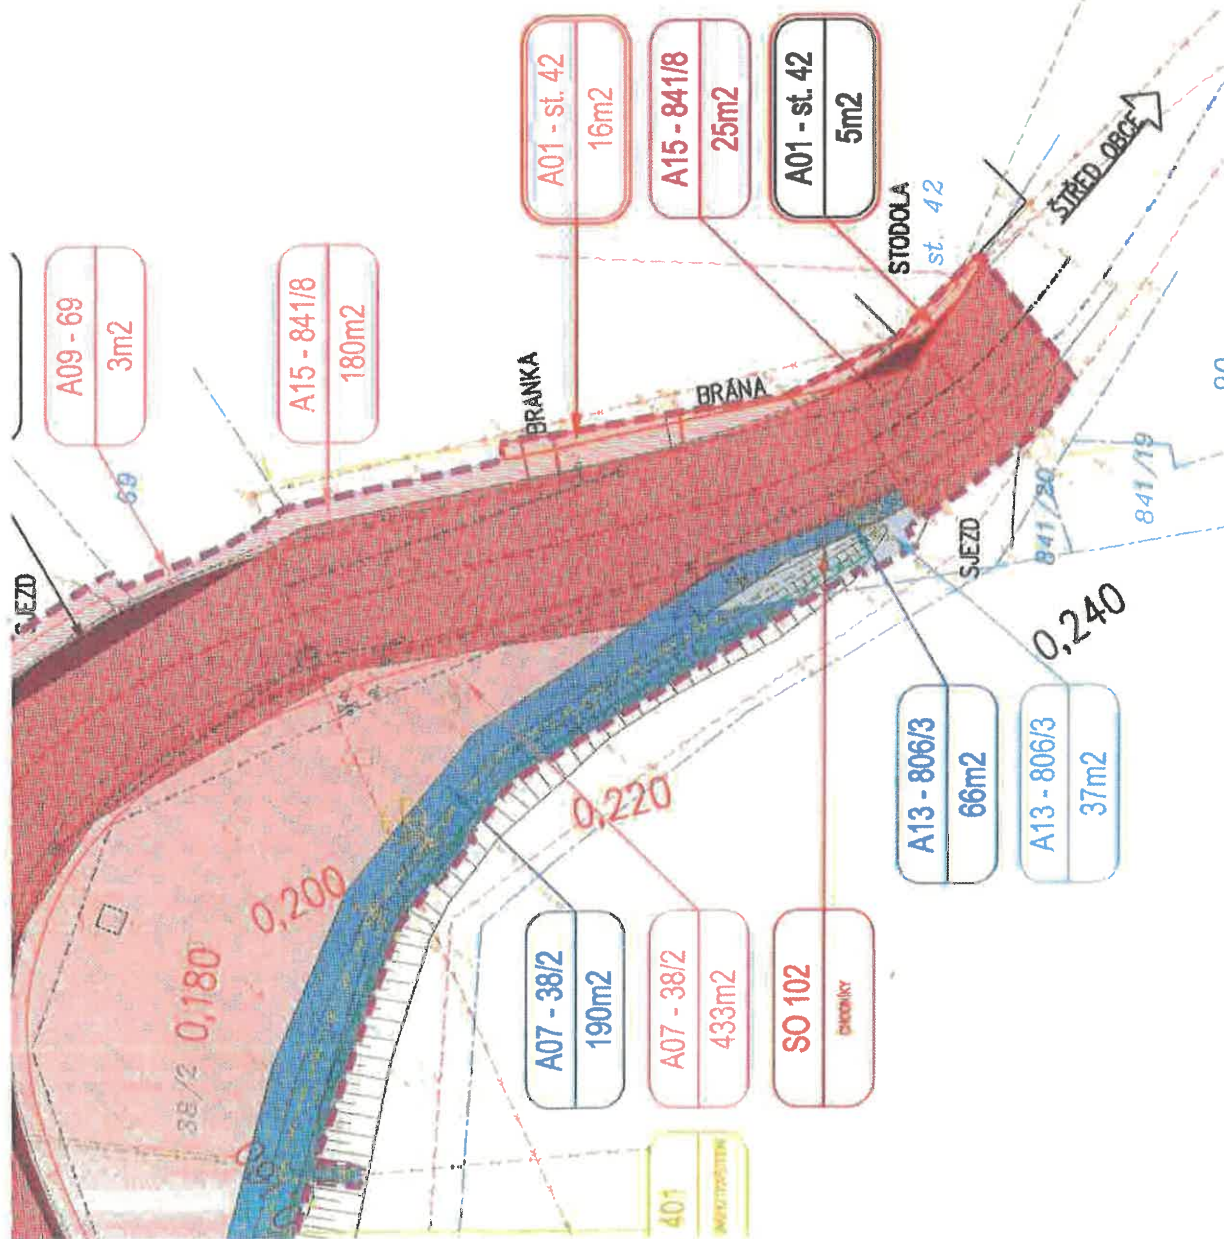 A01 - st. 42
16m2
A15 - 841/8
25m2
A01 - st. 42
5m2
A09 - 69
3m2
A15 - 841/8
180m2
STODOLA
st. 42
STŘED OBCE
BRANKA
BRÁNA
SJEZD
69
SJEZD
841/20
841/19
0,240
0,220
0,200
0,180
38/2
A13 - 806/3
66m2
A13 - 806/3
37m2
A07 - 38/2
190m2
A07 - 38/2
433m2
SO 102
CHODNÍKY
401